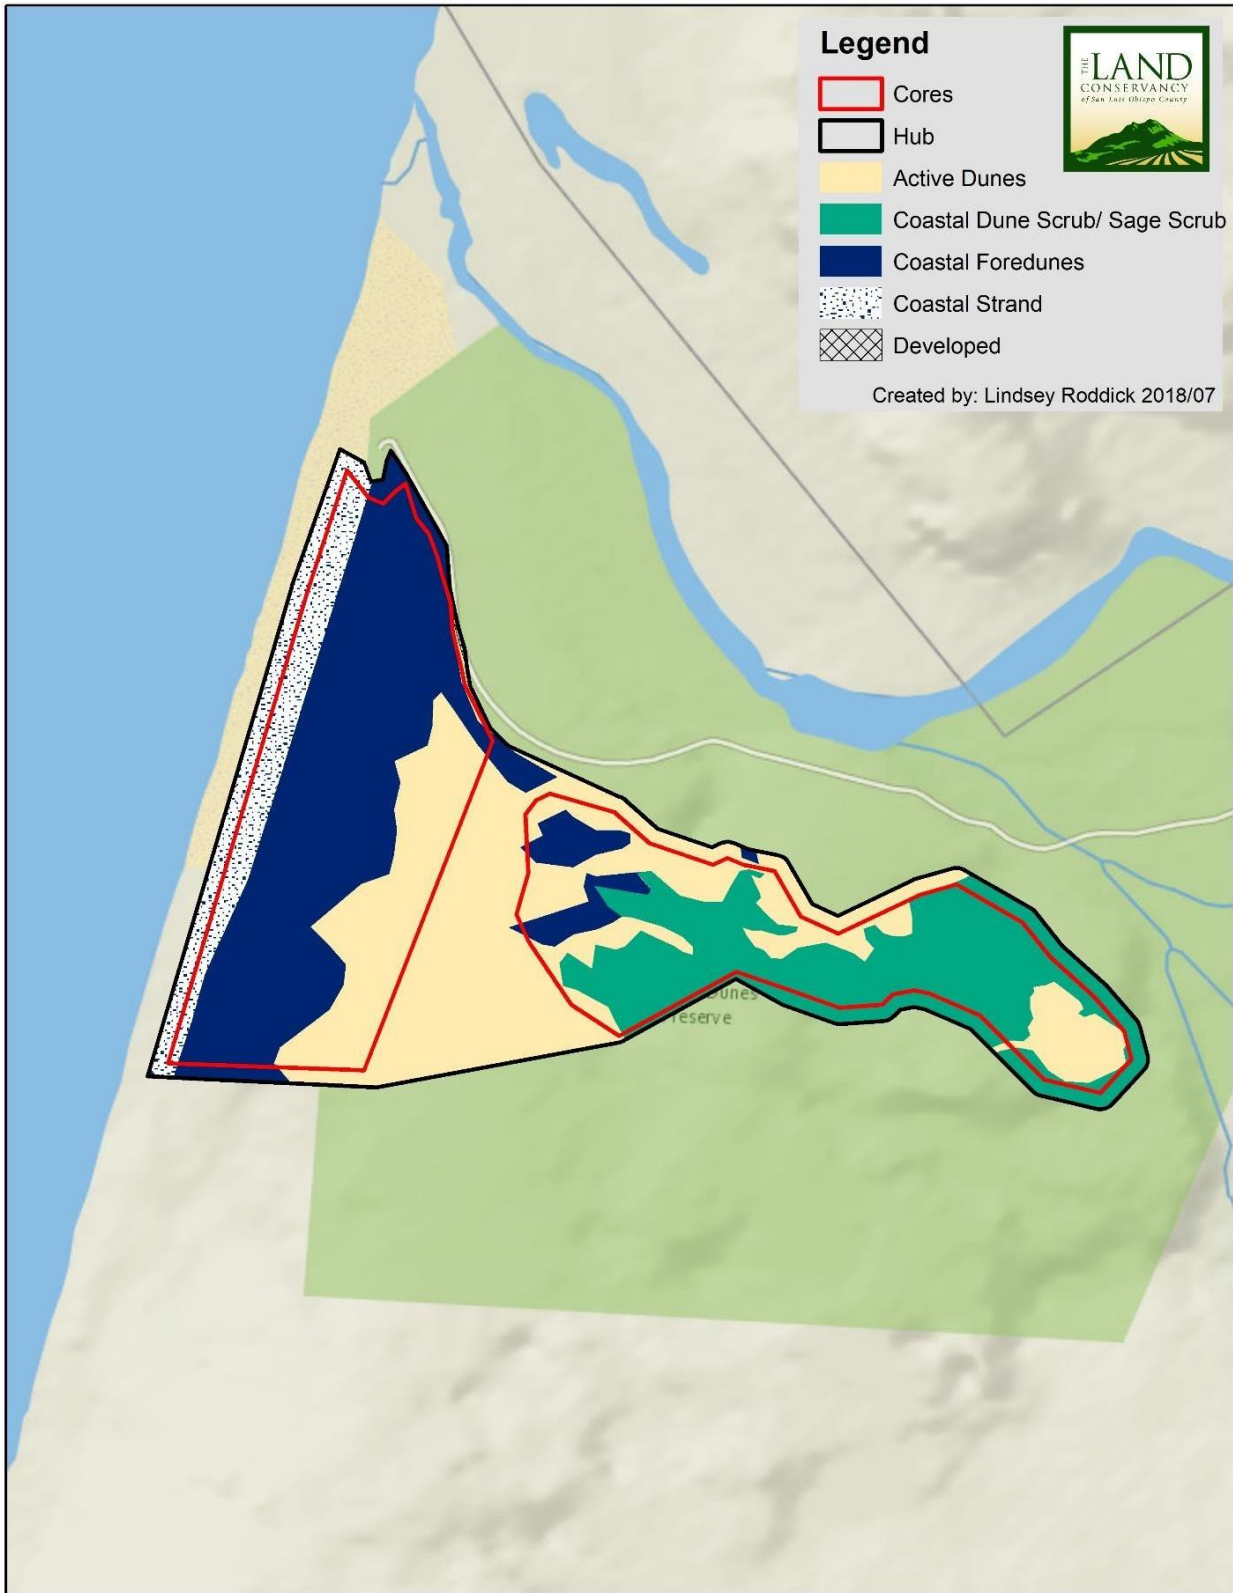 Legend
THE
LAND
CONSERVANCY
of San Luis Obispo County
Cores
Hub
Active Dunes
Coastal Dune Scrub/ Sage Scrub
Coastal Foredunes
Coastal Strand
Developed
Created by: Lindsey Roddick 2018/07
Dunes